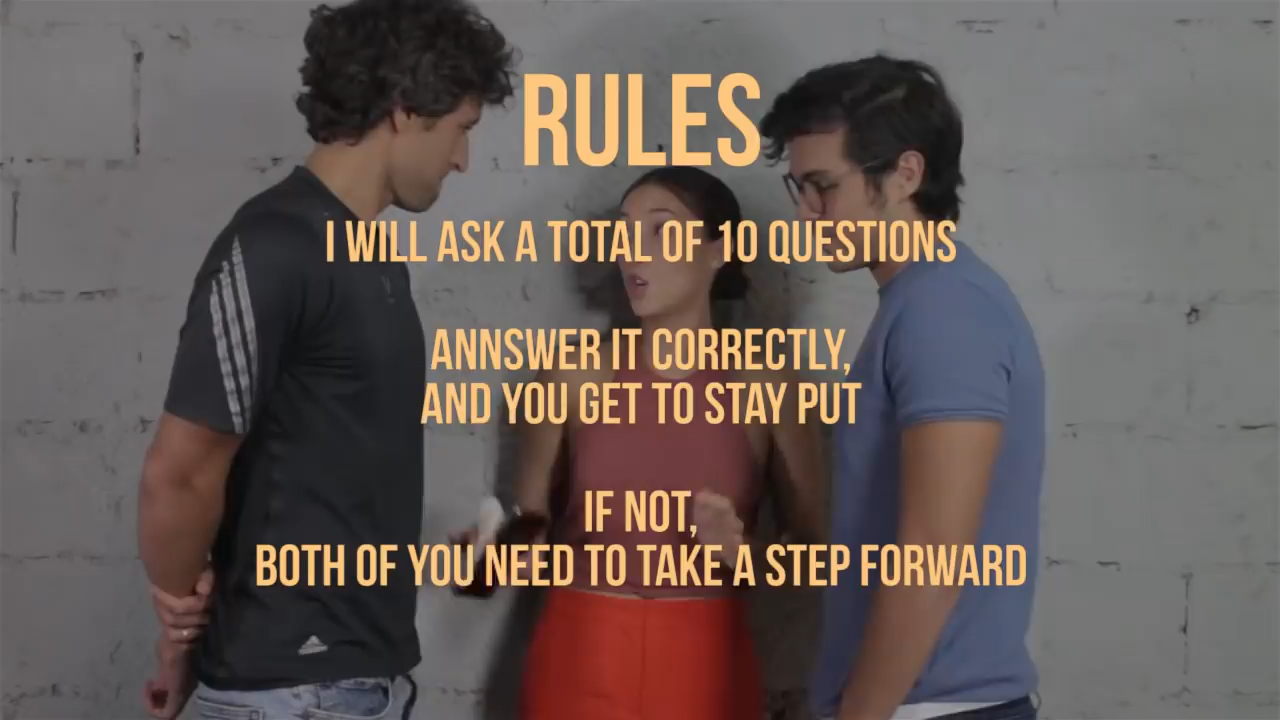 RULES
I WILL ASK A TOTAL OF 10 QUESTIONS
ANNSWER IT CORRECTLY,
AND YOU GET TO STAY PUT
IF NOT,
BOTH OF YOU NEED TO TAKE A STEP FORWARD